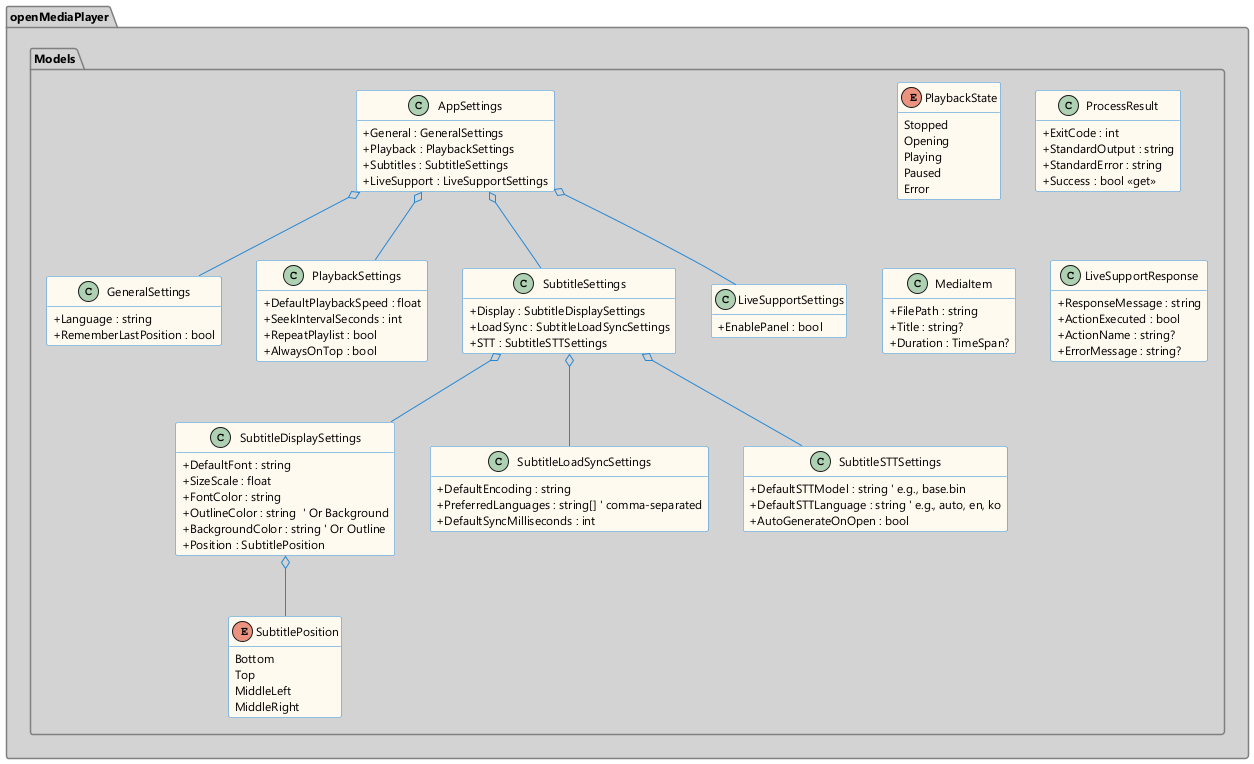 openMediaPlayer
Models
C AppSettings
+General : GeneralSettings
+Playback : PlaybackSettings
+Subtitles : SubtitleSettings
+LiveSupport : LiveSupportSettings
E PlaybackState
Stopped
Opening
Playing
Paused
Error
C ProcessResult
+ExitCode : int
+StandardOutput : string
+StandardError : string
+Success : bool «get»
C GeneralSettings
+Language : string
+RememberLastPosition : bool
C PlaybackSettings
+DefaultPlaybackSpeed : float
+SeekIntervalSeconds : int
+RepeatPlaylist : bool
+AlwaysOnTop : bool
C SubtitleSettings
+Display : SubtitleDisplaySettings
+LoadSync : SubtitleLoadSyncSettings
+STT : SubtitleSTTSettings
C LiveSupportSettings
+EnablePanel : bool
C MediaItem
+FilePath : string
+Title : string?
+Duration : TimeSpan?
C LiveSupportResponse
+ResponseMessage : string
+ActionExecuted : bool
+ActionName : string?
+ErrorMessage : string?
C SubtitleDisplaySettings
+DefaultFont : string
+SizeScale : float
+FontColor : string
+OutlineColor : string ' Or Background
+BackgroundColor : string ' Or Outline
+Position : SubtitlePosition
C SubtitleLoadSyncSettings
+DefaultEncoding : string
+PreferredLanguages : string[] ' comma-separated
+DefaultSyncMilliseconds : int
C SubtitleSTTSettings
+DefaultSTTModel : string ' e.g., base.bin
+DefaultSTTLanguage : string ' e.g., auto, en, ko
+AutoGenerateOnOpen : bool
E SubtitlePosition
Bottom
Top
MiddleLeft
MiddleRight